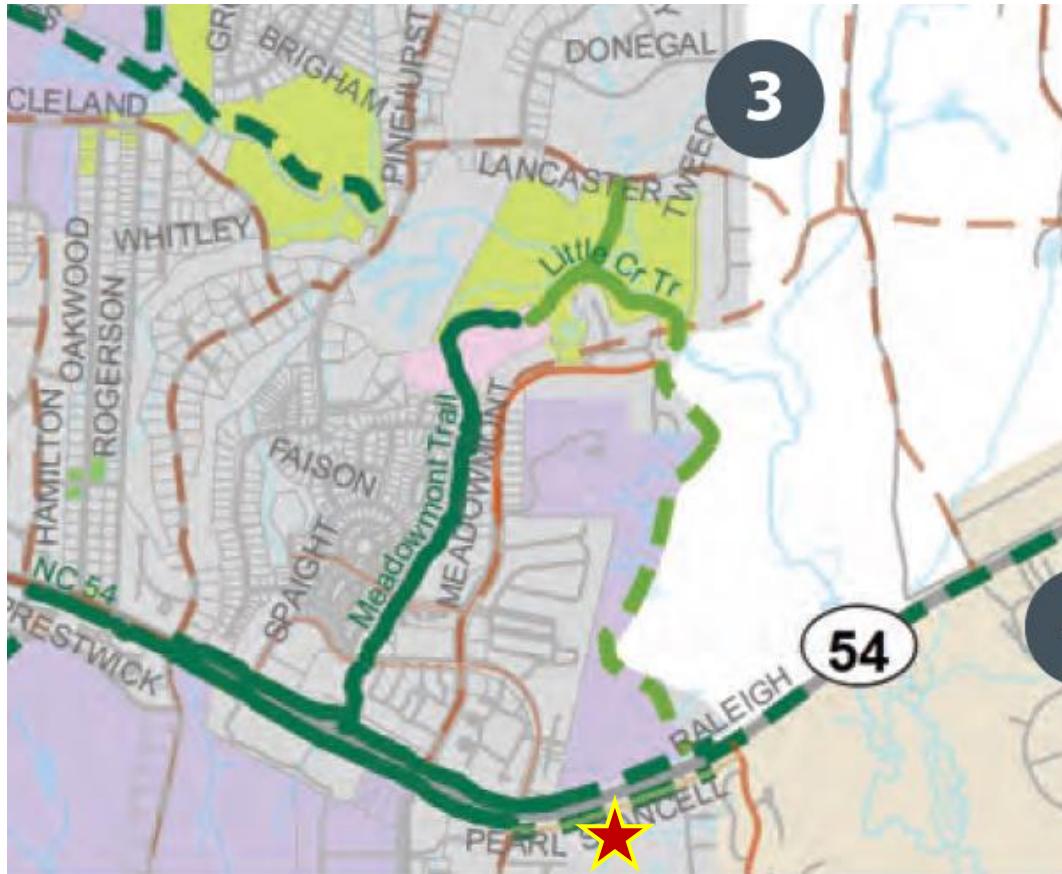 DONEGAL
3
BRIGHAM
PINEHURST
CLELAND
LANCASTER
TWEED
WHITLEY
Little Cr Tr
OAKWOOD
ROGERSON
HAMILTON
FAISON
Meadowmont Trail
MEADOWMONT
SPAIGHT
NC 54
PRESTWICK
54
RALEIGH
PEARL